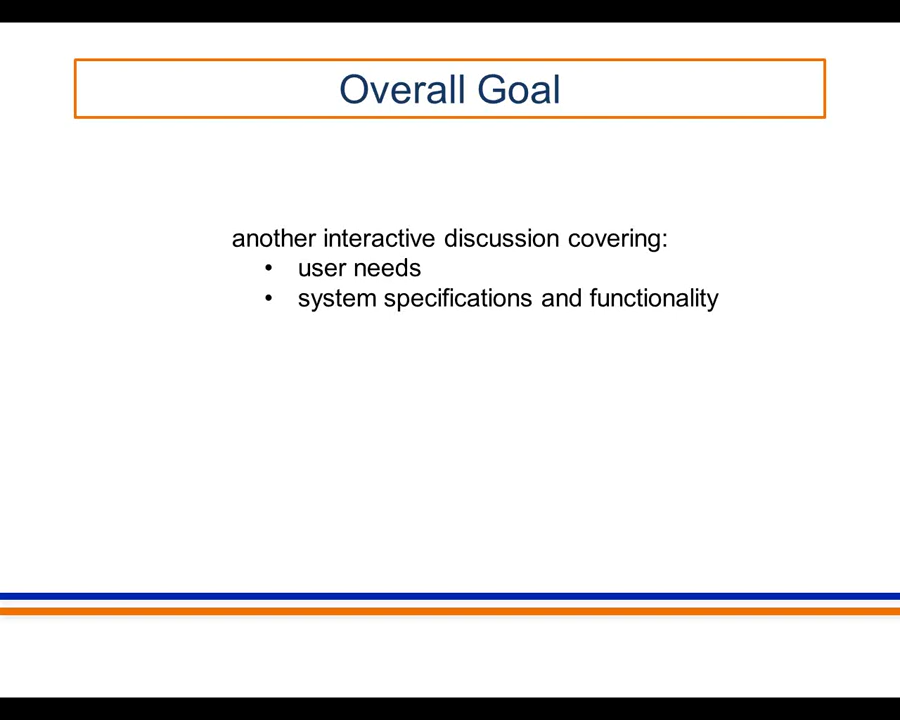 Overall Goal
another interactive discussion covering:
• user needs
• system specifications and functionality